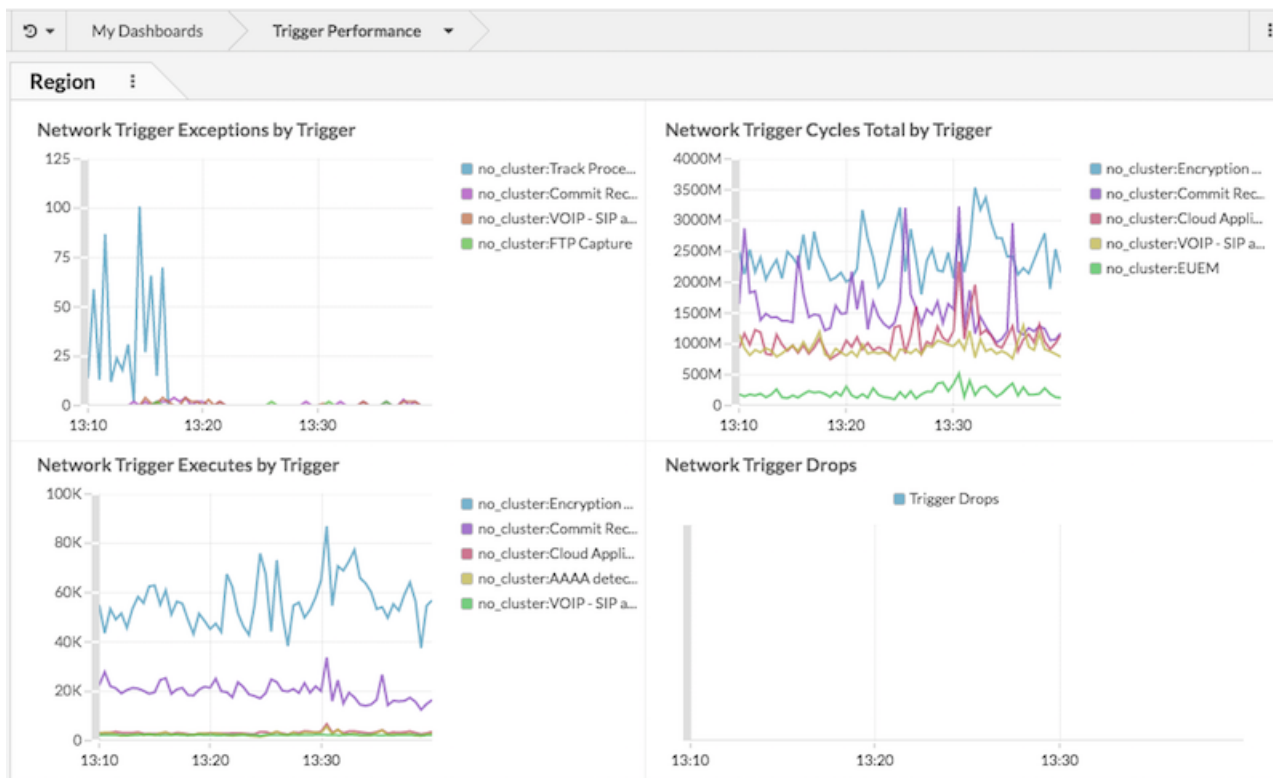 My Dashboards Trigger Performance
Region
Network Trigger Exceptions by Trigger
125
100
75
50
25
0
13:10 13:20 13:30
no_cluster:Track Proce...
no_cluster:Commit Rec...
no_cluster:VOIP - SIP a...
no_cluster:FTP Capture
Network Trigger Cycles Total by Trigger
4000M
3500M
3000M
2500M
2000M
1500M
1000M
500M
0
13:10 13:20 13:30
no_cluster:Encryption ...
no_cluster:Commit Rec...
no_cluster:Cloud Appli...
no_cluster:VOIP - SIP a...
no_cluster:EUEM
Network Trigger Executes by Trigger
100K
80K
60K
40K
20K
0
13:10 13:20 13:30
no_cluster:Encryption ...
no_cluster:Commit Rec...
no_cluster:Cloud Appli...
no_cluster:AAAA detec...
no_cluster:VOIP - SIP a...
Network Trigger Drops
Trigger Drops
13:10 13:20 13:30